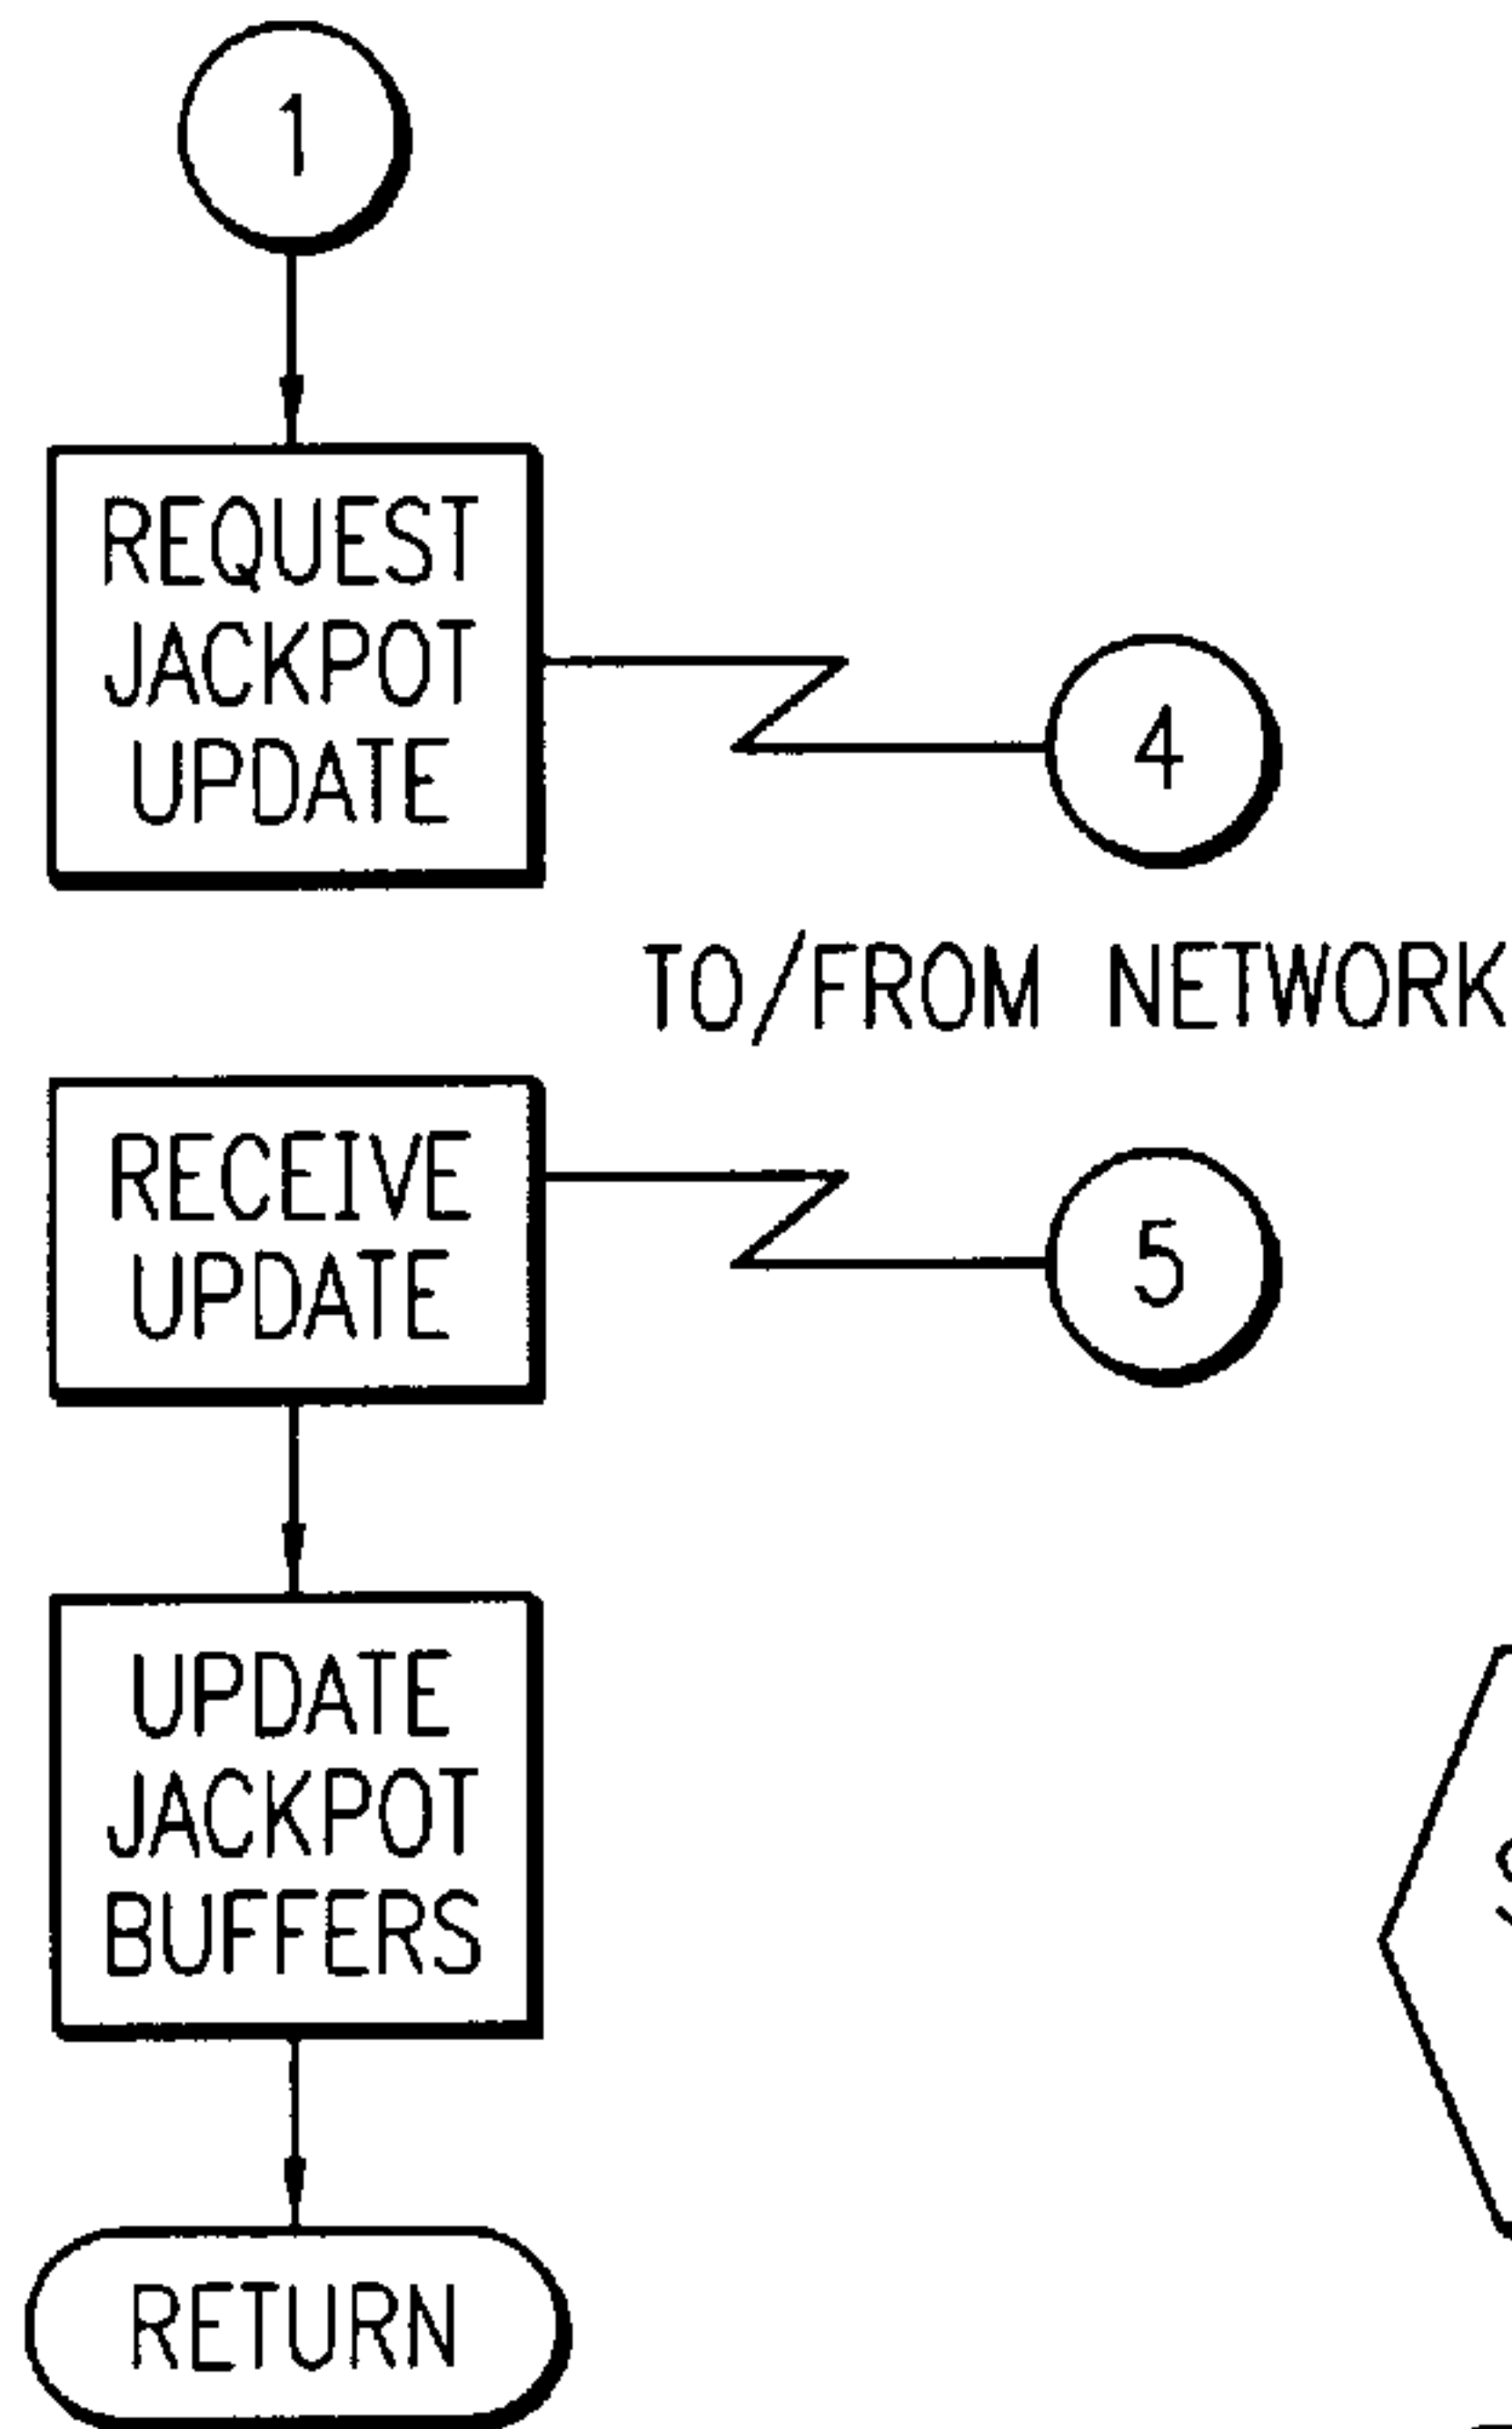 1
REQUEST
JACKPOT
UPDATE
4
TO/FROM NETWORK
RECEIVE
UPDATE
5
UPDATE
JACKPOT
BUFFERS
RETURN